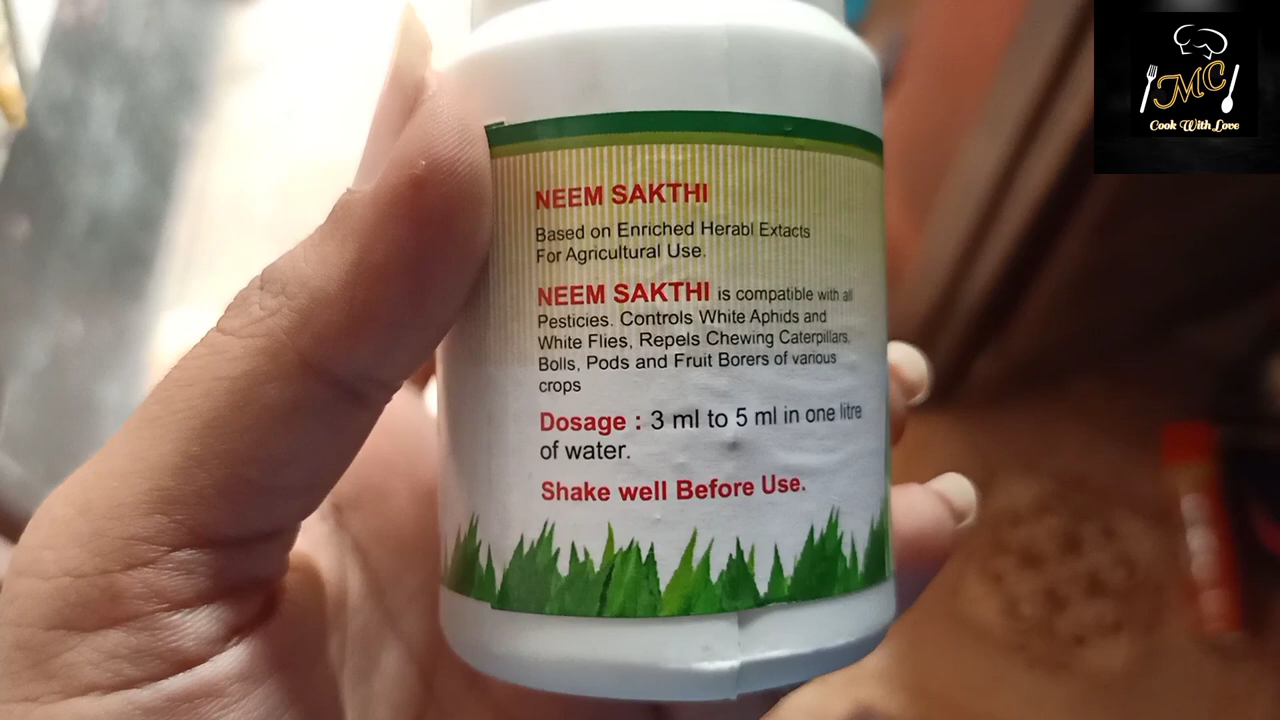 MC
Cook With Love
NEEM SAKTHI
Based on Enriched Herabl Extacts
For Agricultural Use.
NEEM SAKTHI is compatible with all
Pesticies. Controls White Aphids and
White Flies, Repels Chewing Caterpillars,
Bolls, Pods and Fruit Borers of various
crops
Dosage : 3 ml to 5 ml in one litre
of water.
Shake well Before Use.